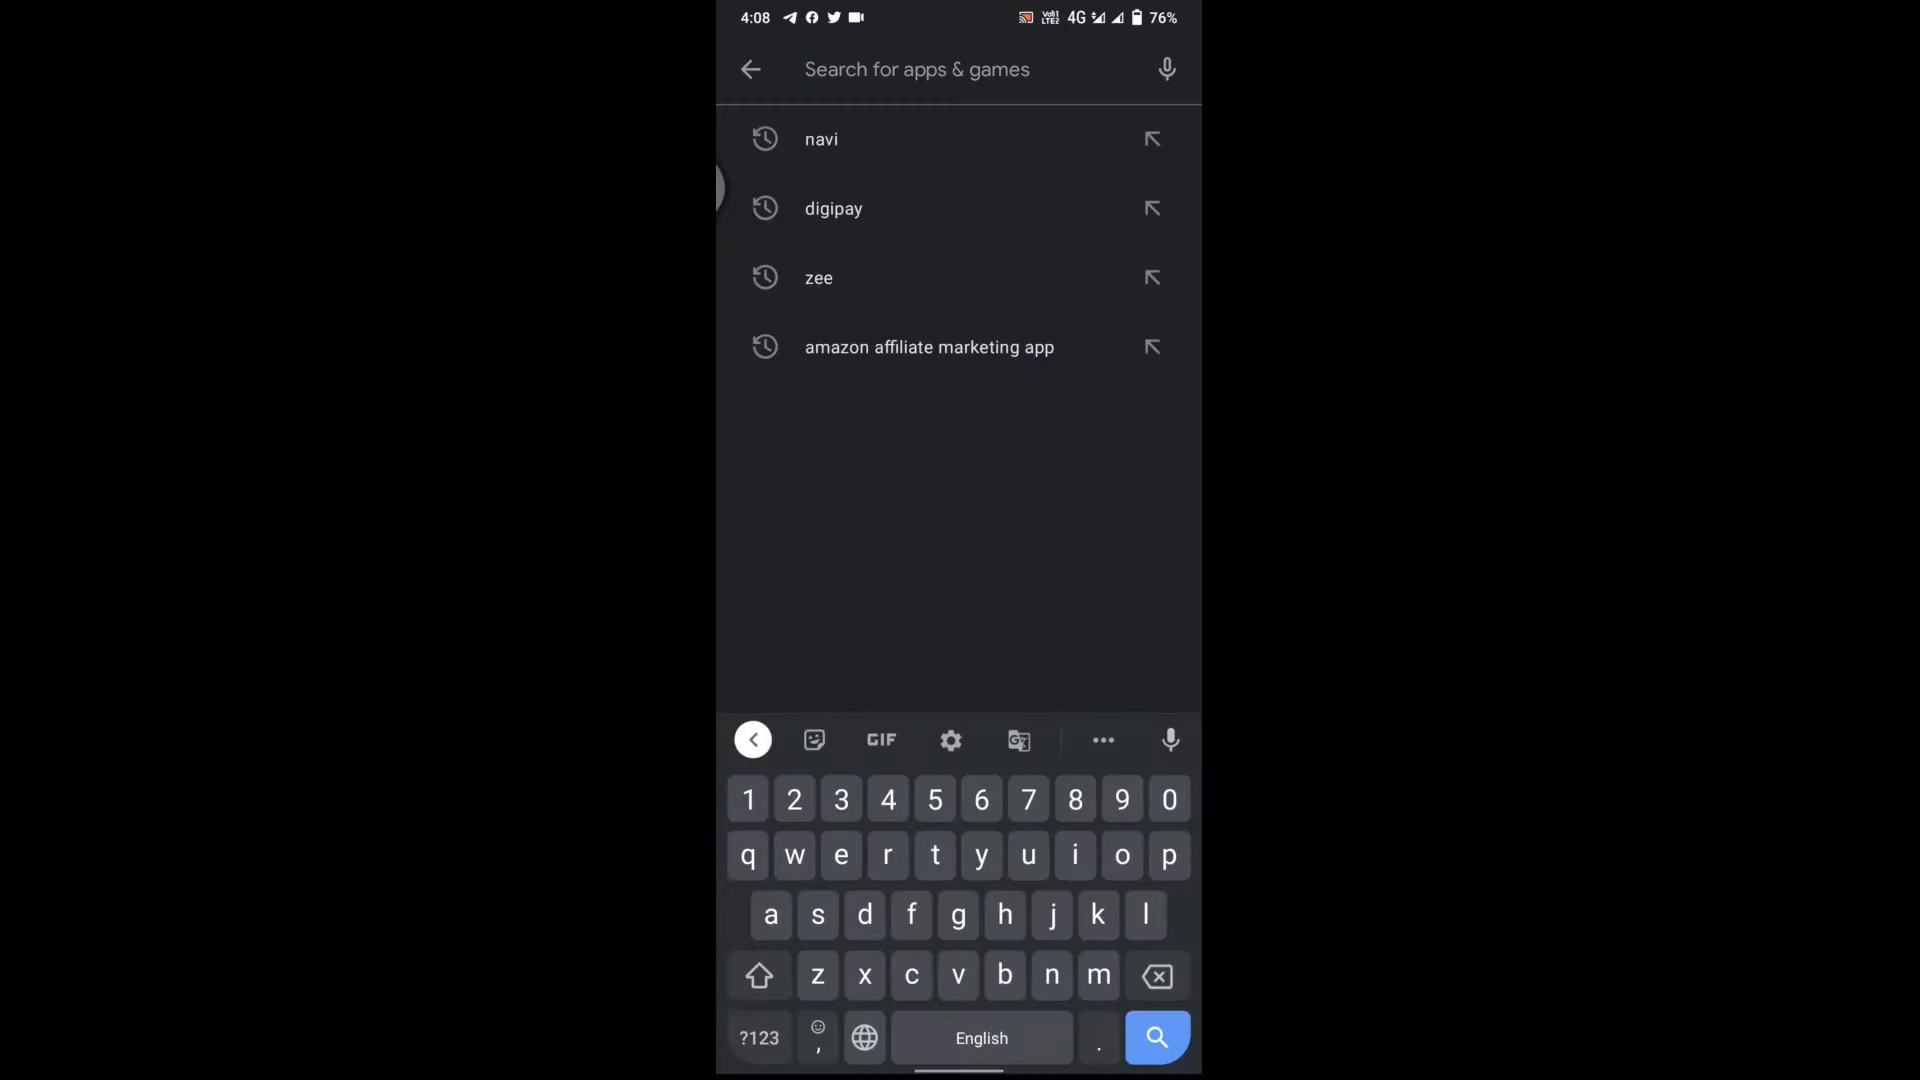 4:08 4G 76%
Search for apps & games
navi
digipay
zee
amazon affiliate marketing app
GIF
1 2 3 4 5 6 7 8 9 0
q w e r t y u i o p
a s d f g h j k l
z x c v b n m
?123 , English .